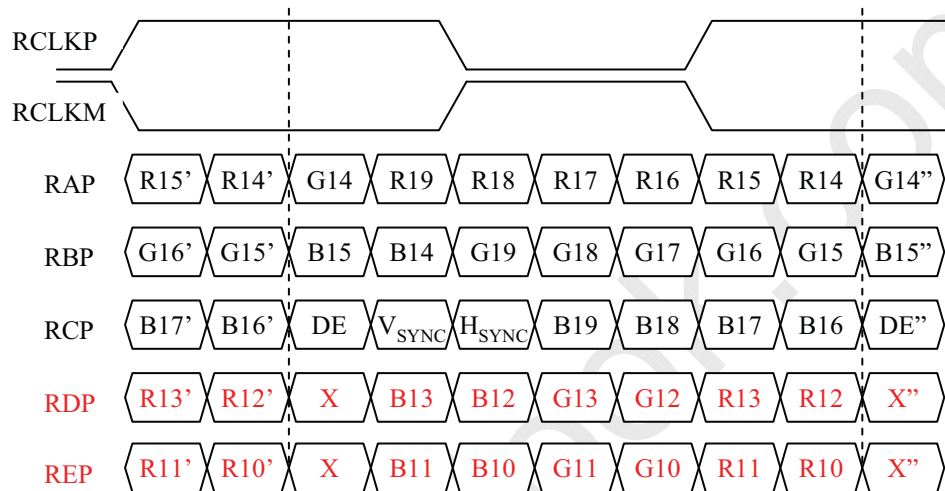 RCLKP
RCLKM
RAP R15’ R14’ G14 R19 R18 R17 R16 R15 R14 G14”
RBP G16’ G15’ B15 B14 G19 G18 G17 G16 G15 B15”
RCP B17’ B16’ DE VSYNC HSYNC B19 B18 B17 B16 DE”
RDP R13’ R12’ X B13 B12 G13 G12 R13 R12 X”
REP R11’ R10’ X B11 B10 G11 G10 R11 R10 X”